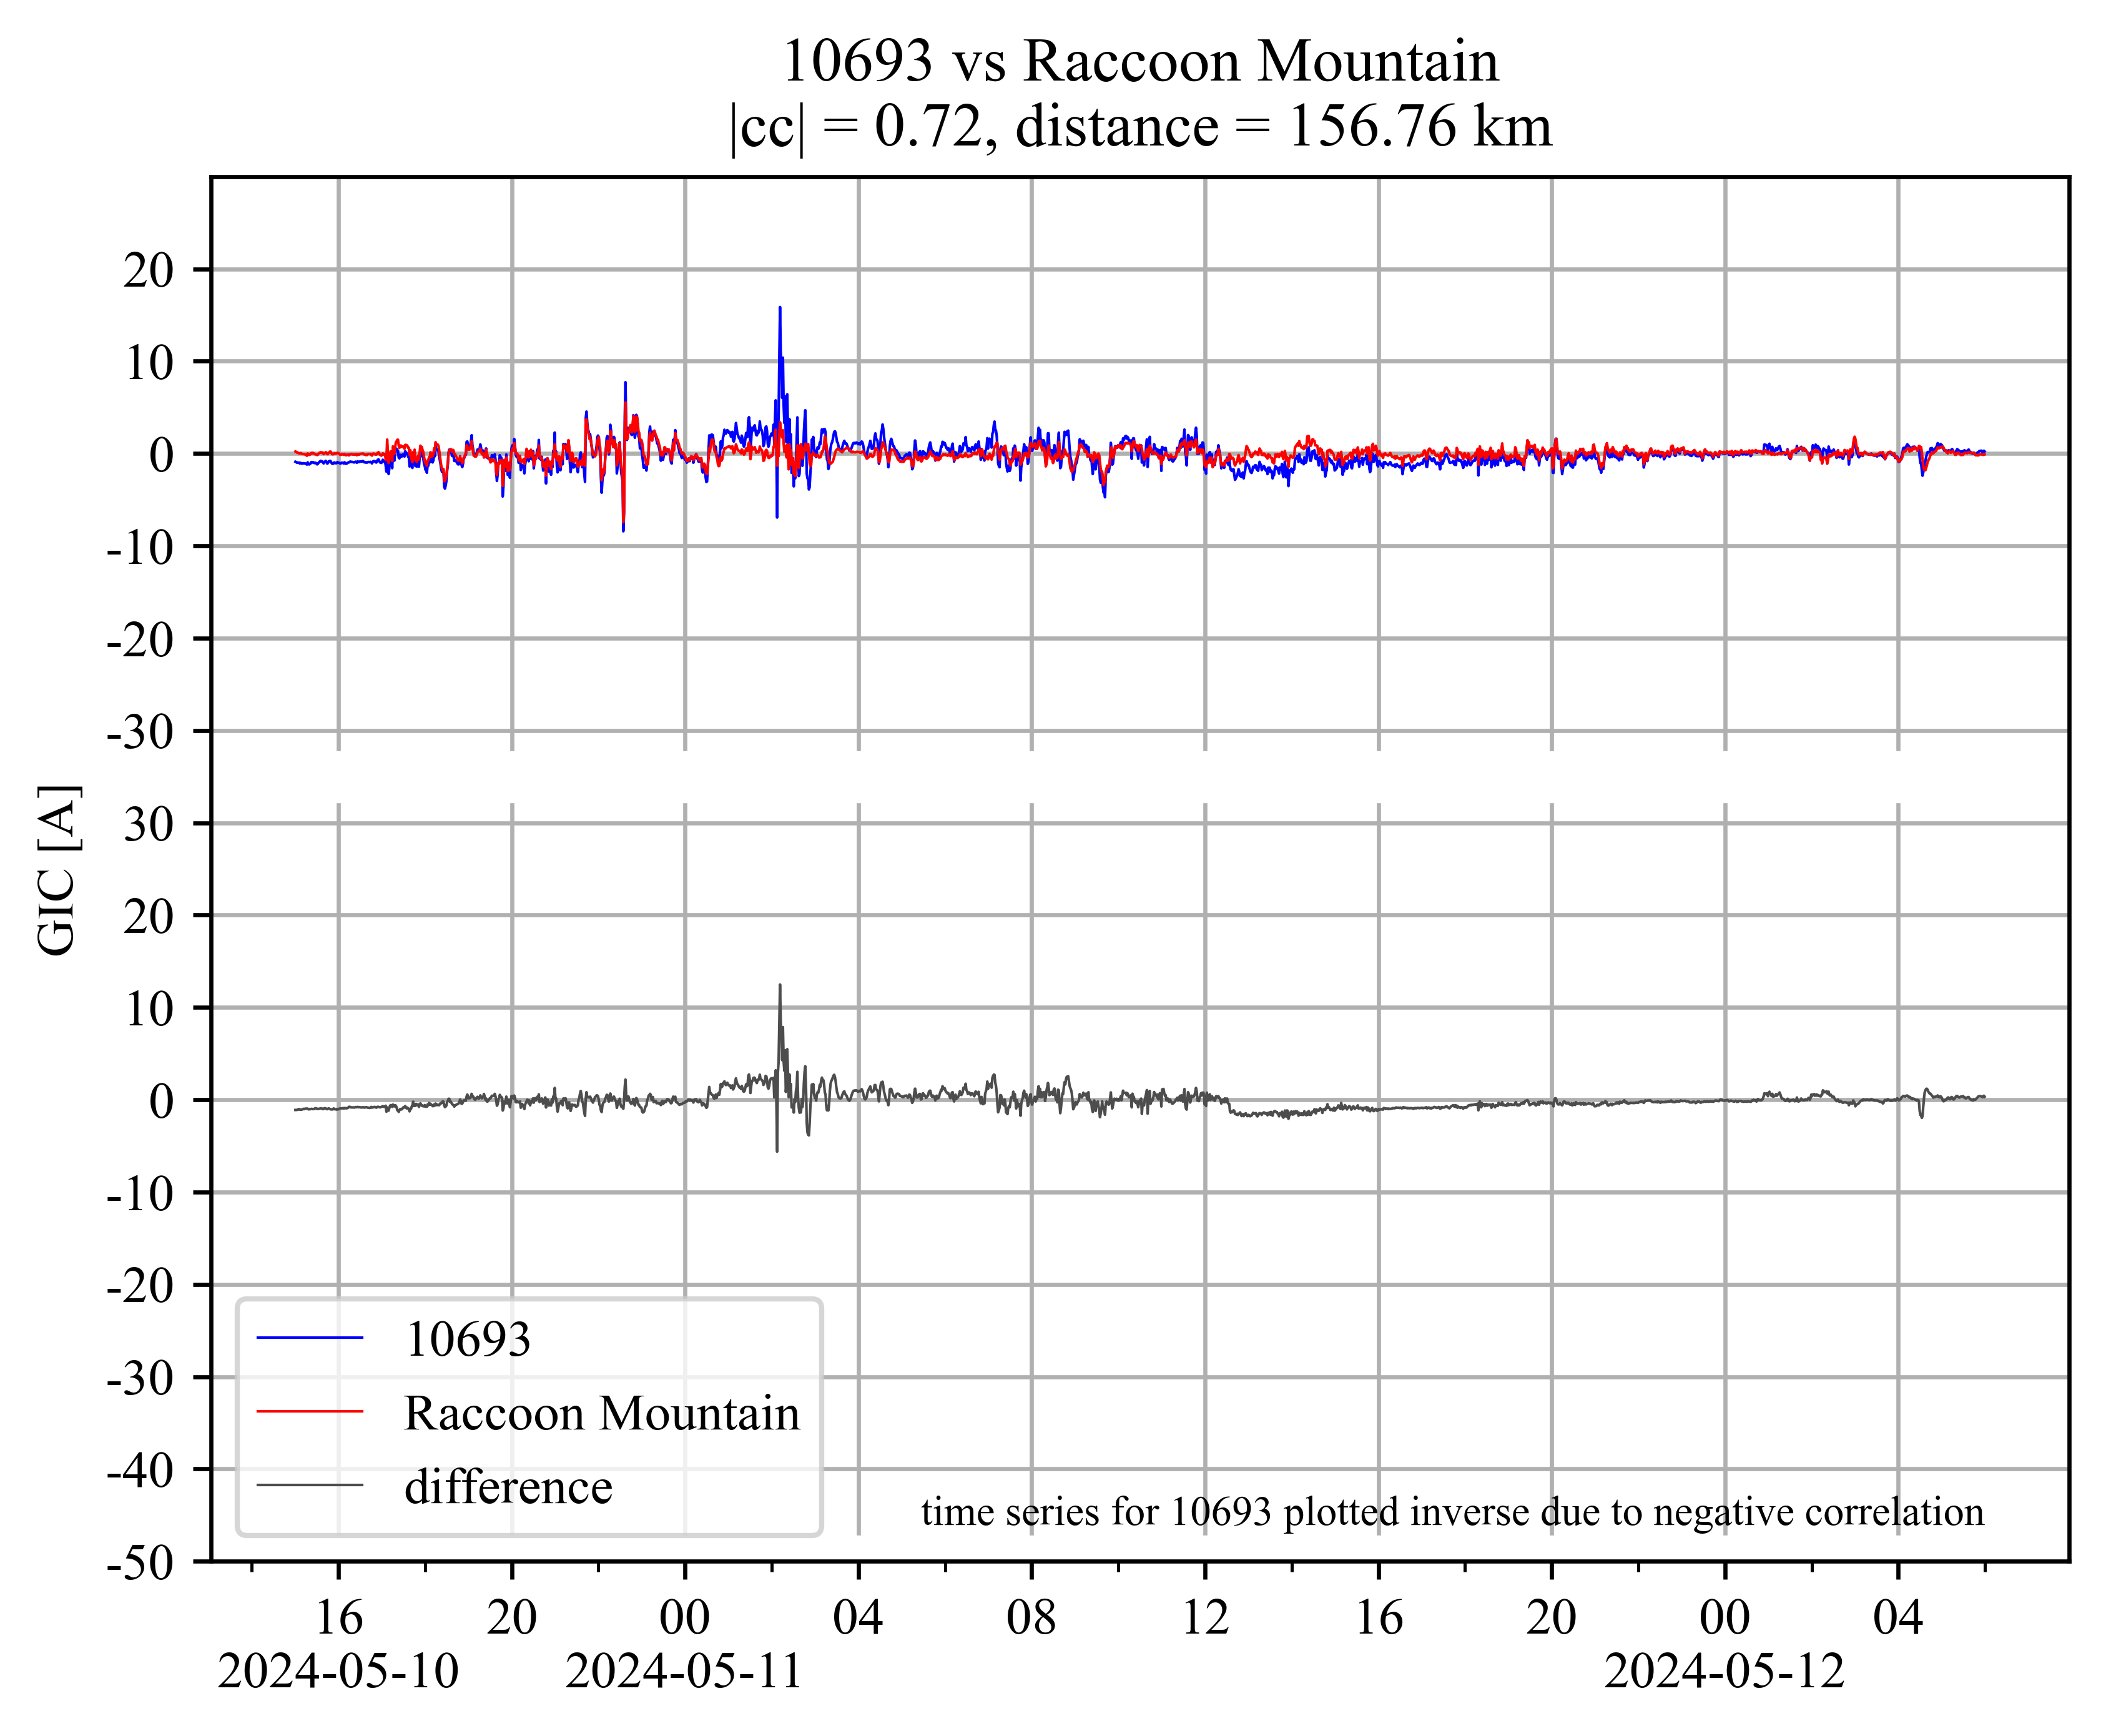 10693 vs Raccoon Mountain
|cc| = 0.72, distance = 156.76 km
GIC [A]
20
10
0
-10
-20
-30
30
20
10
0
-10
-20
-30
-40
-50
10693
Raccoon Mountain
difference
time series for 10693 plotted inverse due to negative correlation
16 20 00 04 08 12 16 20 00 04
2024-05-10 2024-05-11 2024-05-12